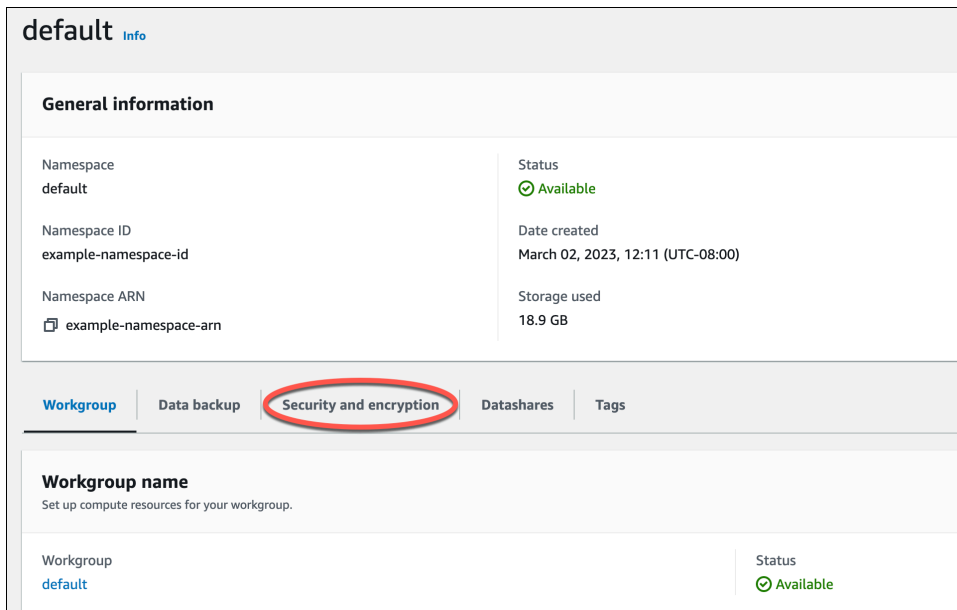 default Info
General information
Namespace
default
Status
Available
Namespace ID
example-namespace-id
Date created
March 02, 2023, 12:11 (UTC-08:00)
Namespace ARN
example-namespace-arn
Storage used
18.9 GB
Workgroup Data backup Security and encryption Datashares Tags
Workgroup name
Set up compute resources for your workgroup.
Workgroup
default
Status
Available